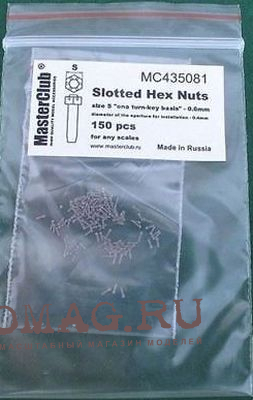 MasterClub
S
MC435081
Slotted Hex Nuts
size S "one turn-key basis" - 0.6mm
diameter of the aperture for installation - 0.4mm
150 pcs
for any scales
www.masterclub.ru
Made in Russia
DMAG.RU